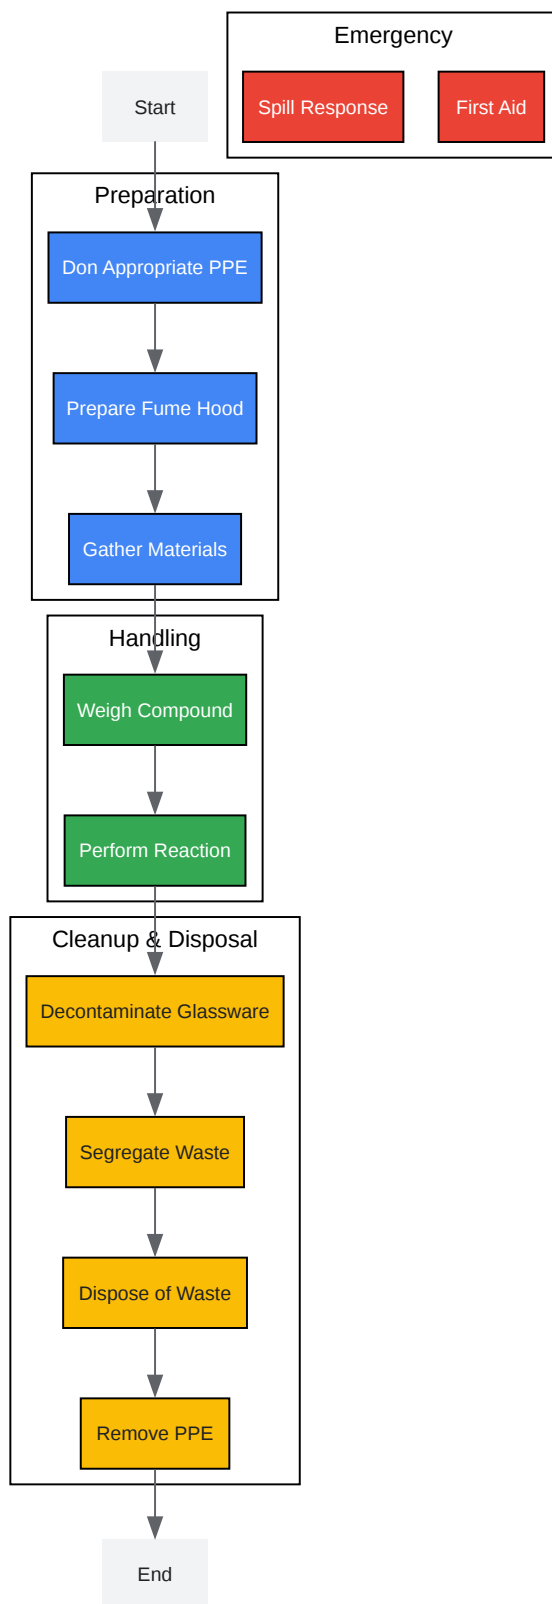 Emergency
Spill Response
First Aid
Start
Preparation
Don Appropriate PPE
Prepare Fume Hood
Gather Materials
Handling
Weigh Compound
Perform Reaction
Cleanup & Disposal
Decontaminate Glassware
Segregate Waste
Dispose of Waste
Remove PPE
End